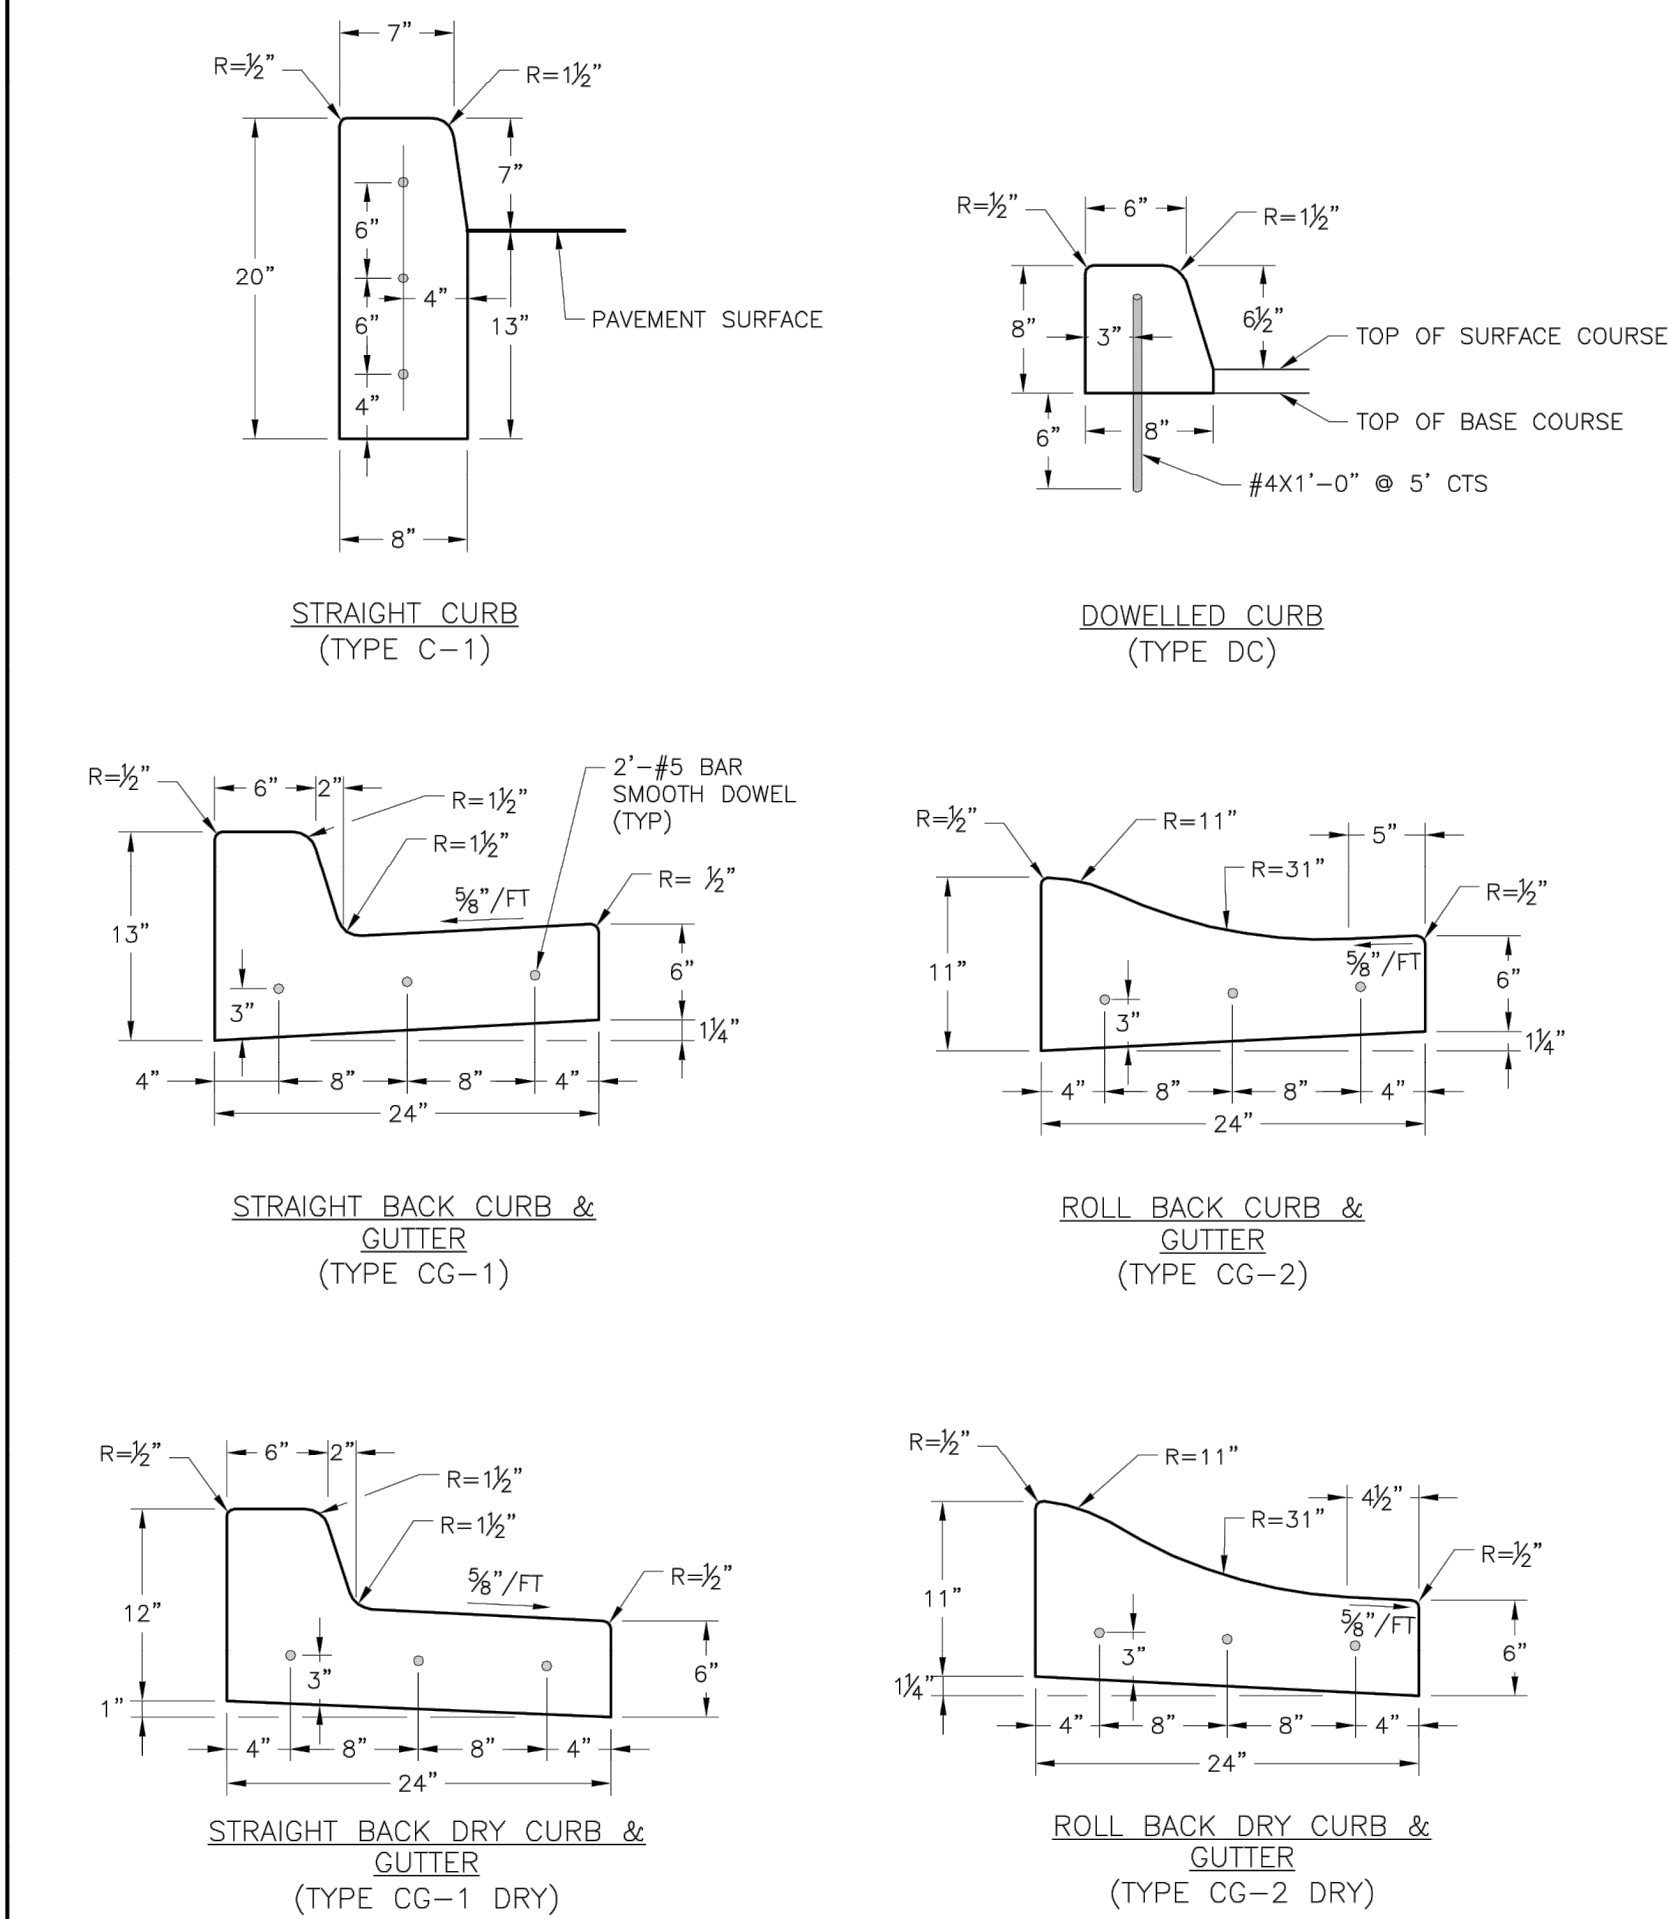 7”
R=½”
R=1½”
7”
6”
20”
4”
6”
13”
PAVEMENT SURFACE
4”
8”
STRAIGHT CURB
(TYPE C-1)
R=½”
6”
R=1½”
8”
3”
6½”
TOP OF SURFACE COURSE
TOP OF BASE COURSE
6”
8”
#4X1’-0” @ 5’ CTS
DOWELLED CURB
(TYPE DC)
R=½”
6”
2”
R=1½”
R=1½”
2’-#5 BAR
SMOOTH DOWEL
(TYP)
R= ½”
⅝”/FT
13”
6”
3”
1¼”
4”
8”
8”
4”
24”
STRAIGHT BACK CURB &
GUTTER
(TYPE CG-1)
R=½”
R=11”
5”
R=31”
R=½”
⅝”/FT
11”
6”
3”
1¼”
4”
8”
8”
4”
24”
ROLL BACK CURB &
GUTTER
(TYPE CG-2)
R=½”
6”
2”
R=1½”
R=1½”
⅝”/FT
R=½”
12”
3”
6”
1”
4”
8”
8”
4”
24”
STRAIGHT BACK DRY CURB &
GUTTER
(TYPE CG-1 DRY)
R=½”
R=11”
4½”
R=31”
R=½”
11”
⅝”/FT
3”
6”
1¼”
4”
8”
8”
4”
24”
ROLL BACK DRY CURB &
GUTTER
(TYPE CG-2 DRY)